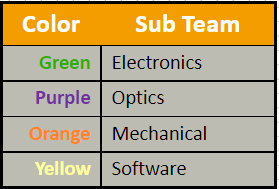 Color Sub Team
Green Electronics
Purple Optics
Orange Mechanical
Yellow Software